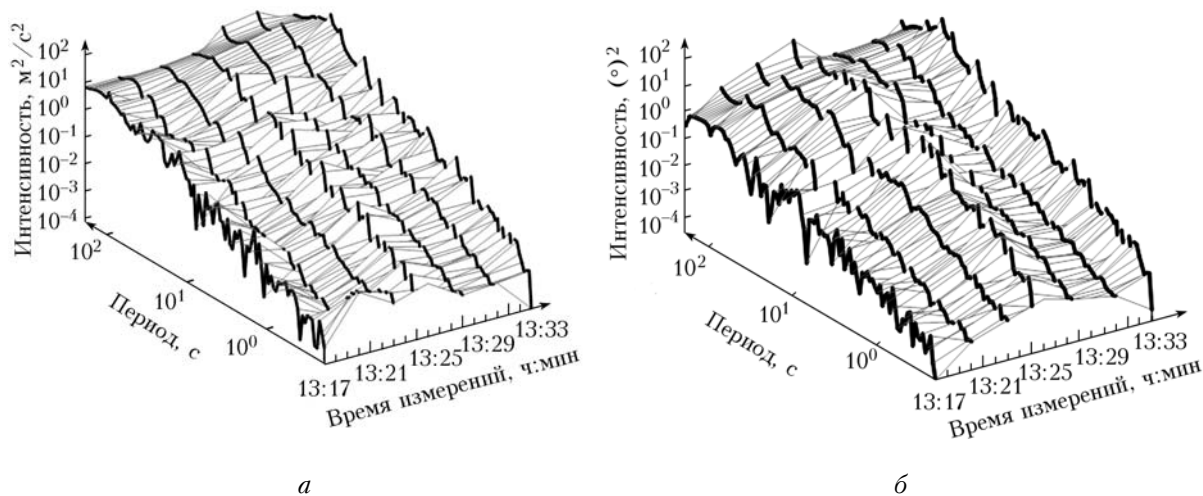 Интенсивность, м²/с²
10² 10¹ 10⁰ 10⁻¹ 10⁻² 10⁻³ 10⁻⁴
10² 10¹ 10⁰
Период, с
13:17 13:21 13:25 13:29 13:33
Время измерений, ч:мин
а
Интенсивность, (°)²
10² 10¹ 10⁰ 10⁻¹ 10⁻² 10⁻³ 10⁻⁴
10² 10¹ 10⁰
Период, с
13:17 13:21 13:25 13:29 13:33
Время измерений, ч:мин
б